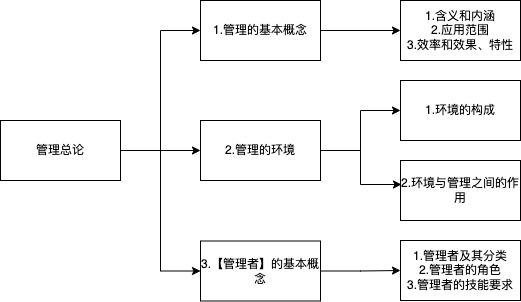 1.管理的基本概念
1.含义和内涵
2.应用范围
3.效率和效果、特性
管理总论
2.管理的环境
1.环境的构成
2.环境与管理之间的作
用
3.【管理者】的基本概
念
1.管理者及其分类
2.管理者的角色
3.管理者的技能要求